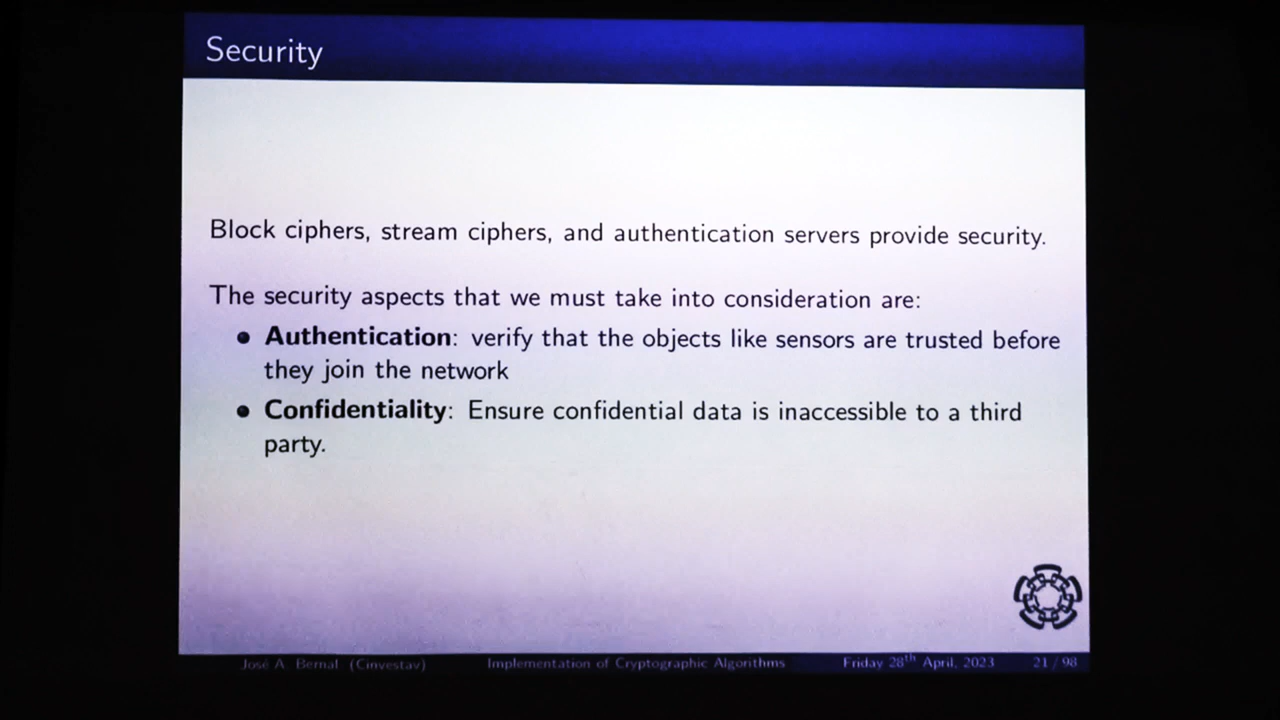 Security
Block ciphers, stream ciphers, and authentication servers provide security.
The security aspects that we must take into consideration are:
• Authentication: verify that the objects like sensors are trusted before
they join the network
• Confidentiality: Ensure confidential data is inaccessible to a third
party.
José A. Bernal (Cinvestav) Implementation of Cryptographic Algorithms Friday 28th April, 2023 21 / 98